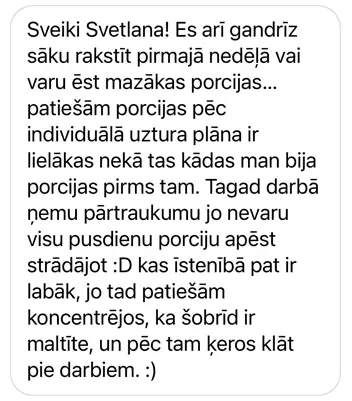 Sveiki Svetlana! Es arī gandrīz
sāku rakstīt pirmajā nedēļā vai
varu ēst mazākas porcijas...
patiešām porcijas pēc
individuālā uztura plāna ir
lielākas nekā tas kādas man bija
porcijas pirms tam. Tagad darbā
ņemu pārtraukumu jo nevaru
visu pusdienu porciju apēst
strādājot :D kas īstenībā pat ir
labāk, jo tad patiešām
koncentrējos, ka šobrīd ir
maltīte, un pēc tam ķeros klāt
pie darbiem. :)